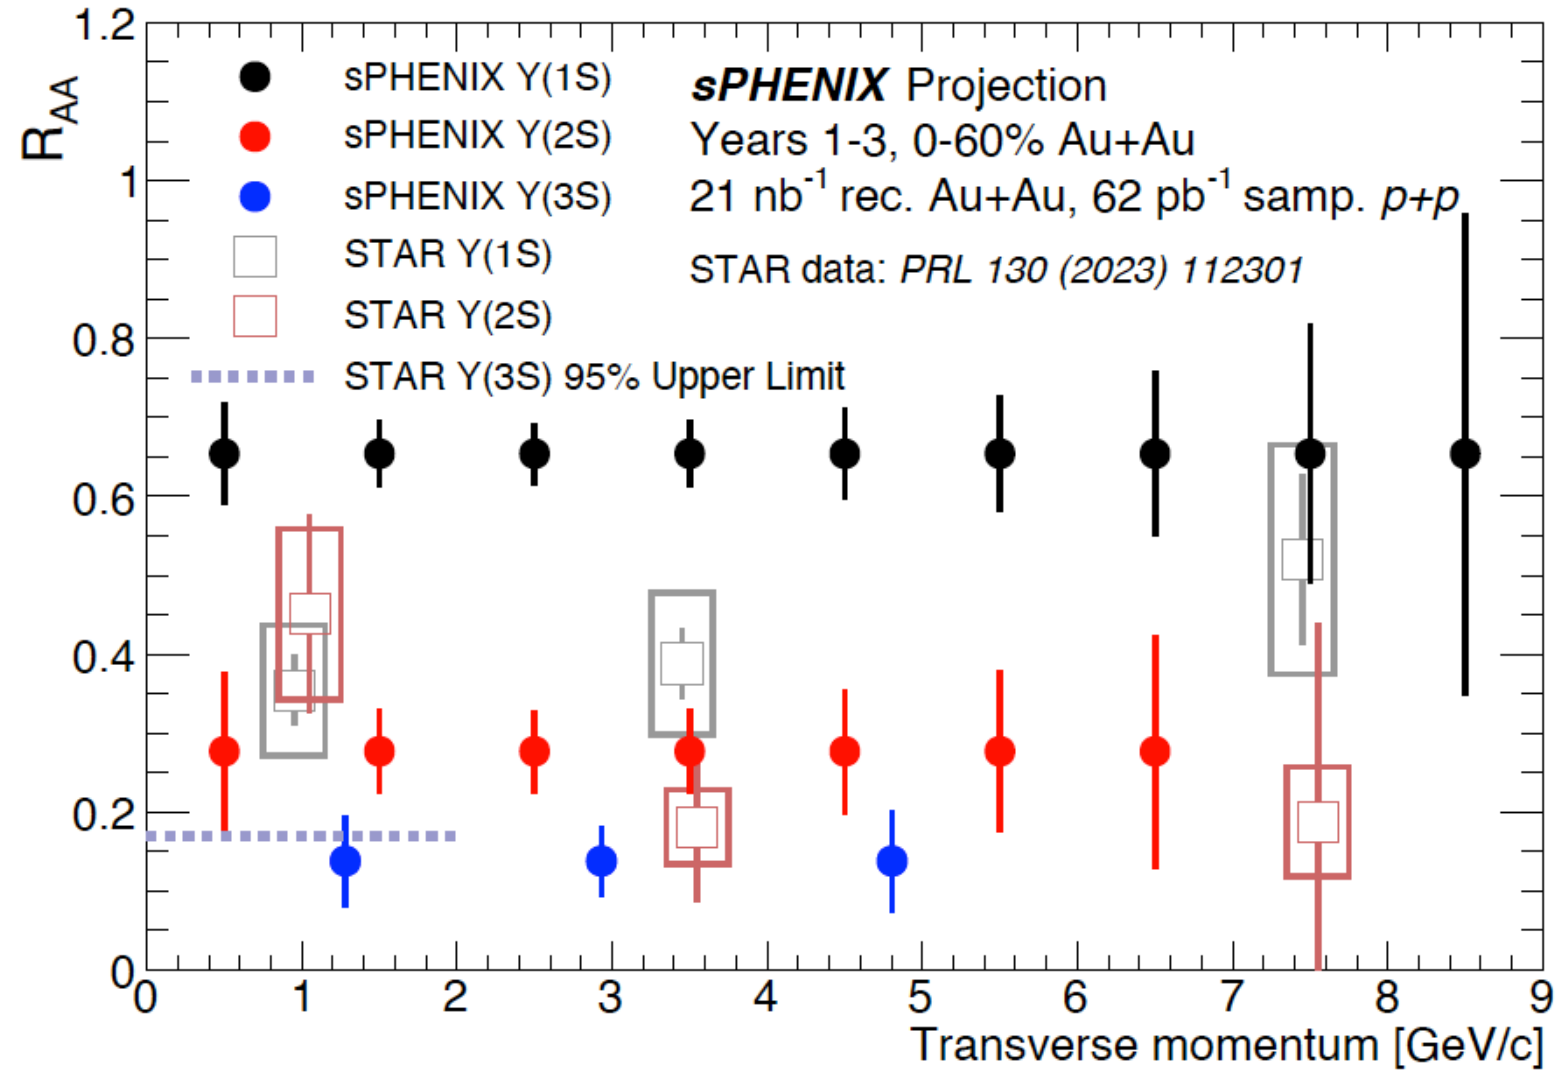 1.2
1
0.8
0.6
0.4
0.2
0
R_AA
sPHENIX Y(1S)
sPHENIX Y(2S)
sPHENIX Y(3S)
STAR Y(1S)
STAR Y(2S)
STAR Y(3S) 95% Upper Limit
sPHENIX Projection
Years 1-3, 0-60% Au+Au
21 nb⁻¹ rec. Au+Au, 62 pb⁻¹ samp. p+p
STAR data: PRL 130 (2023) 112301
0 1 2 3 4 5 6 7 8 9
Transverse momentum [GeV/c]